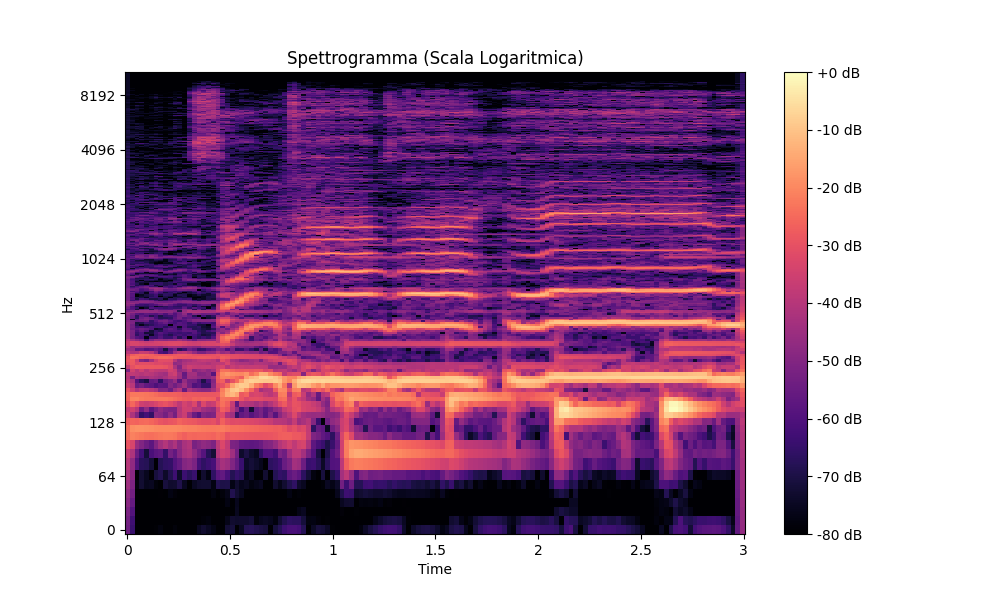 Spettrogramma (Scala Logaritmica)
Hz
8192
4096
2048
1024
512
256
128
64
0
0
0.5
1
1.5
2
2.5
3
Time
+0 dB
-10 dB
-20 dB
-30 dB
-40 dB
-50 dB
-60 dB
-70 dB
-80 dB